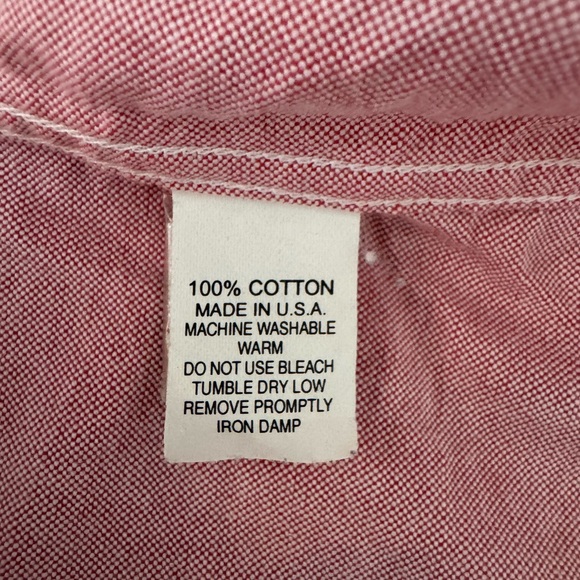 100% COTTON
MADE IN U.S.A.
MACHINE WASHABLE
WARM
DO NOT USE BLEACH
TUMBLE DRY LOW
REMOVE PROMPTLY
IRON DAMP